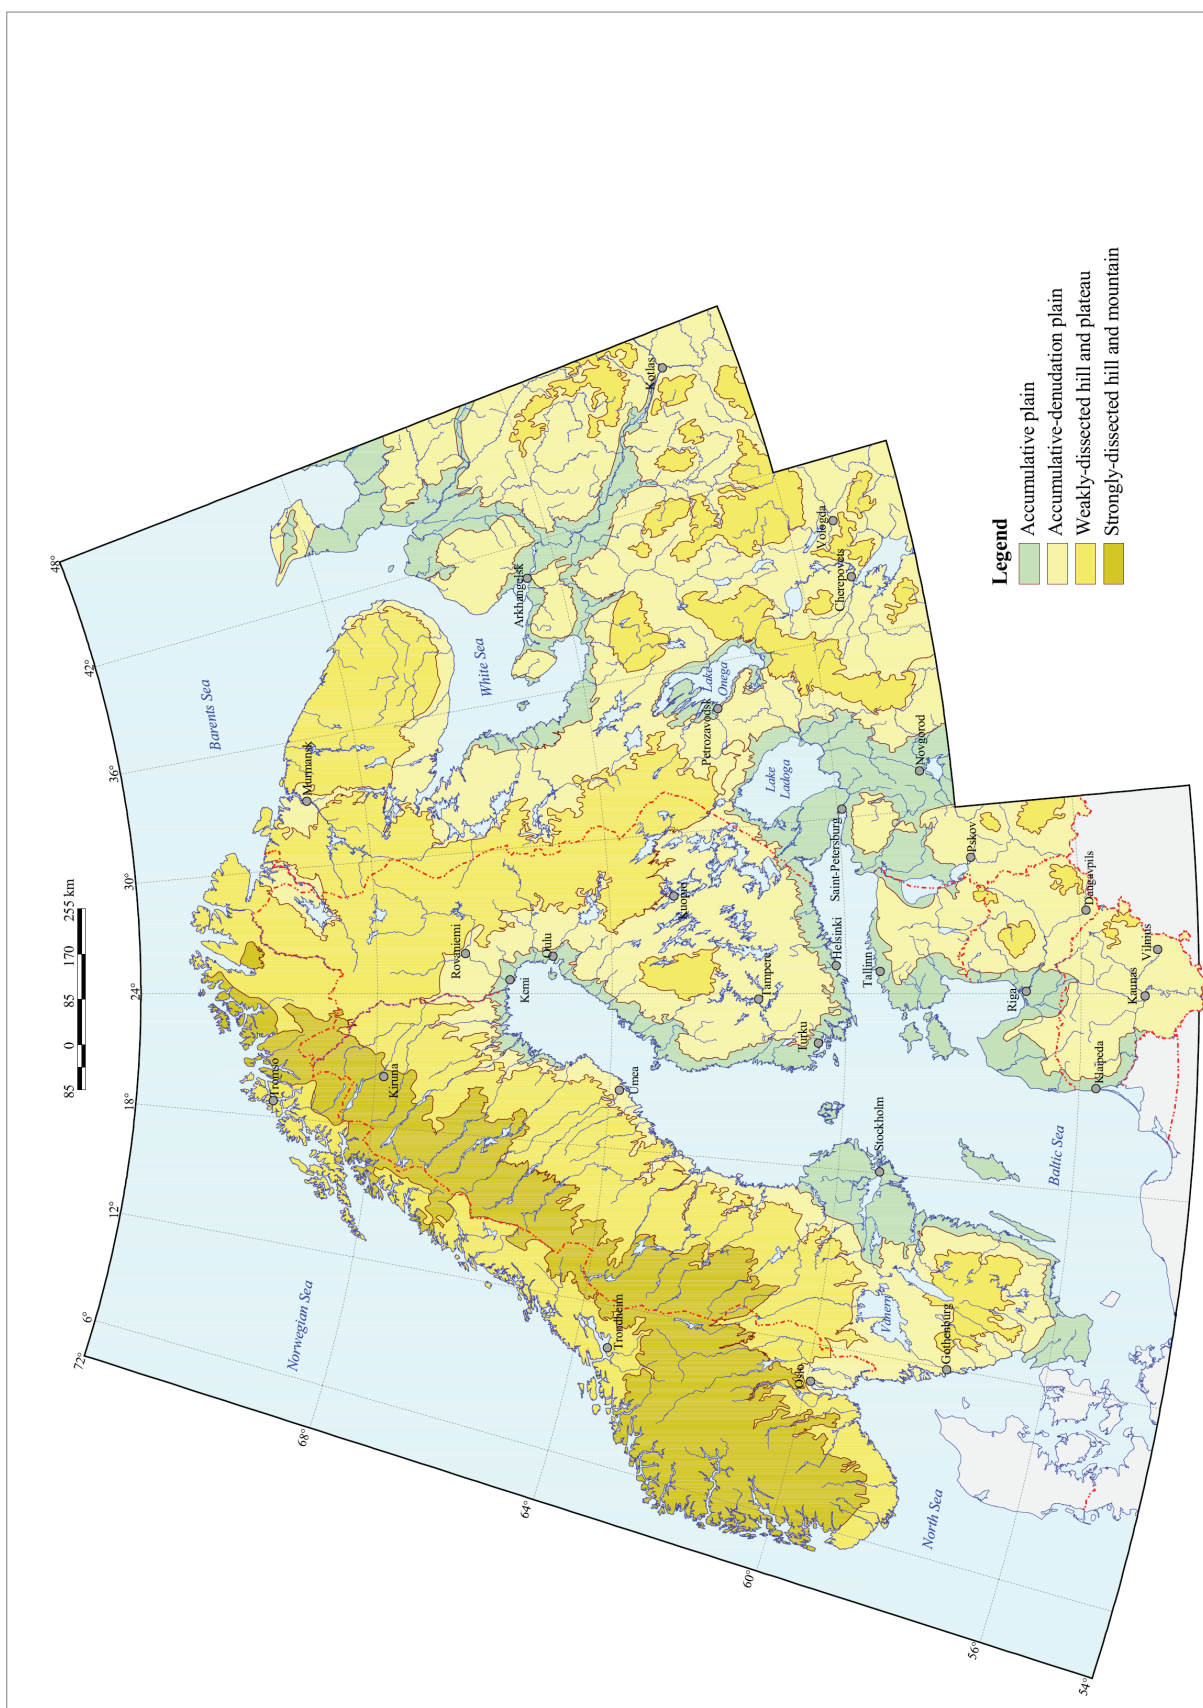 85 0 85 170 255 km
72°
6°
12°
18°
24°
30°
36°
42°
48°
68°
64°
60°
56°
54°
Norwegian Sea
Barents Sea
White Sea
North Sea
Baltic Sea
Lake
Onega
Lake
Ladoga
Vänern
Tromso
Kiruna
Murmansk
Rovaniemi
Kemi
Oulu
Umea
Trondheim
Oslo
Gothenburg
Stockholm
Turku
Tampere
Helsinki
Kuopio
Tallinn
Saint-Petersburg
Petrozavodsk
Arkhangelsk
Kotlas
Vologda
Cherepovets
Novgorod
Pskov
Riga
Daugavpils
Klaipeda
Kaunas
Vilnius
Legend
Accumulative plain
Accumulative-denudation plain
Weakly-dissected hill and plateau
Strongly-dissected hill and mountain